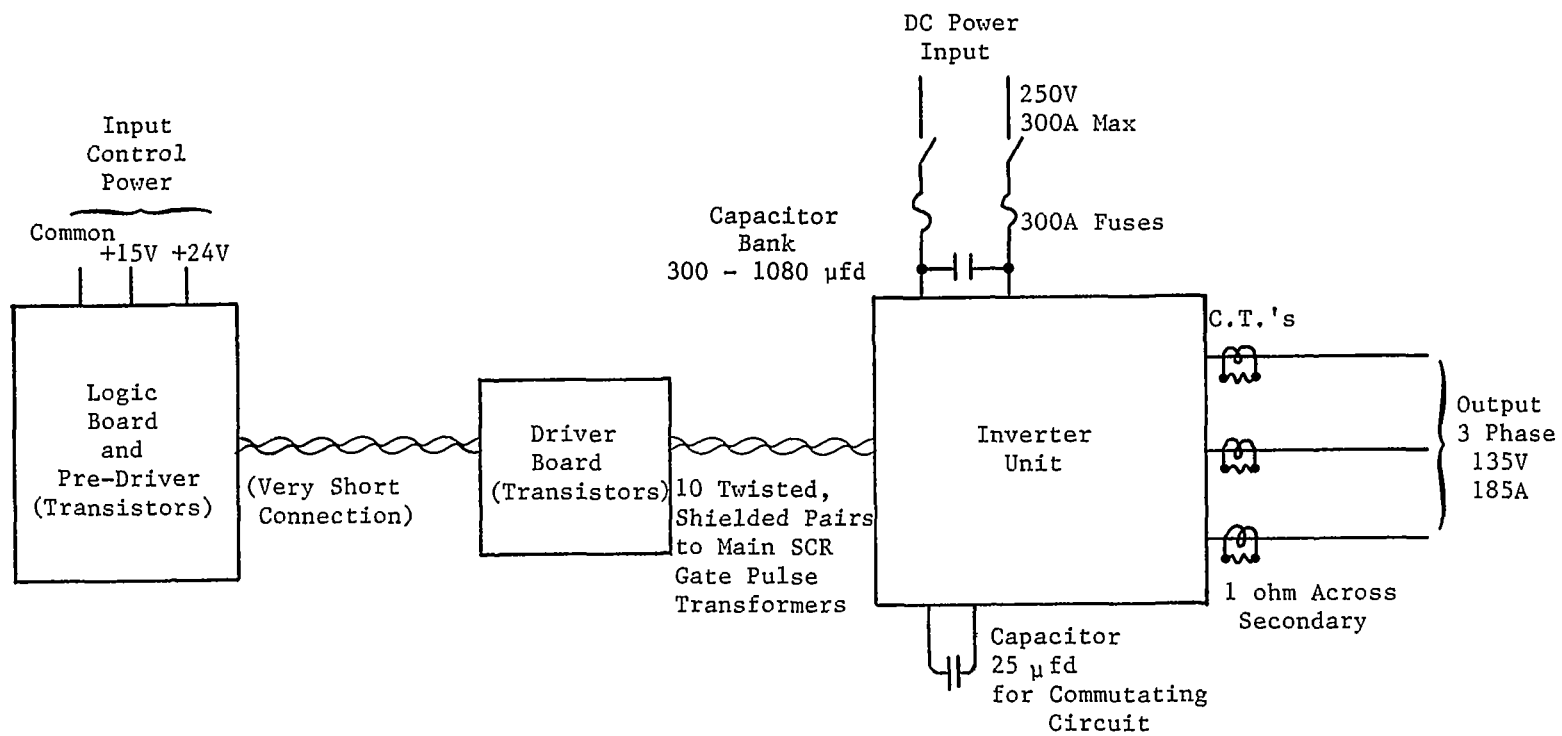 DC Power
Input
250V
300A Max
300A Fuses
Input
Control
Power
Common
+15V +24V
Capacitor
Bank
300 - 1080 µfd
Logic
Board
and
Pre-Driver
(Transistors)
(Very Short
Connection)
Driver
Board
(Transistors)
10 Twisted,
Shielded Pairs
to Main SCR
Gate Pulse
Transformers
Inverter
Unit
C.T.'s
Output
3 Phase
135V
185A
1 ohm Across
Secondary
Capacitor
25 µfd
for Commutating
Circuit